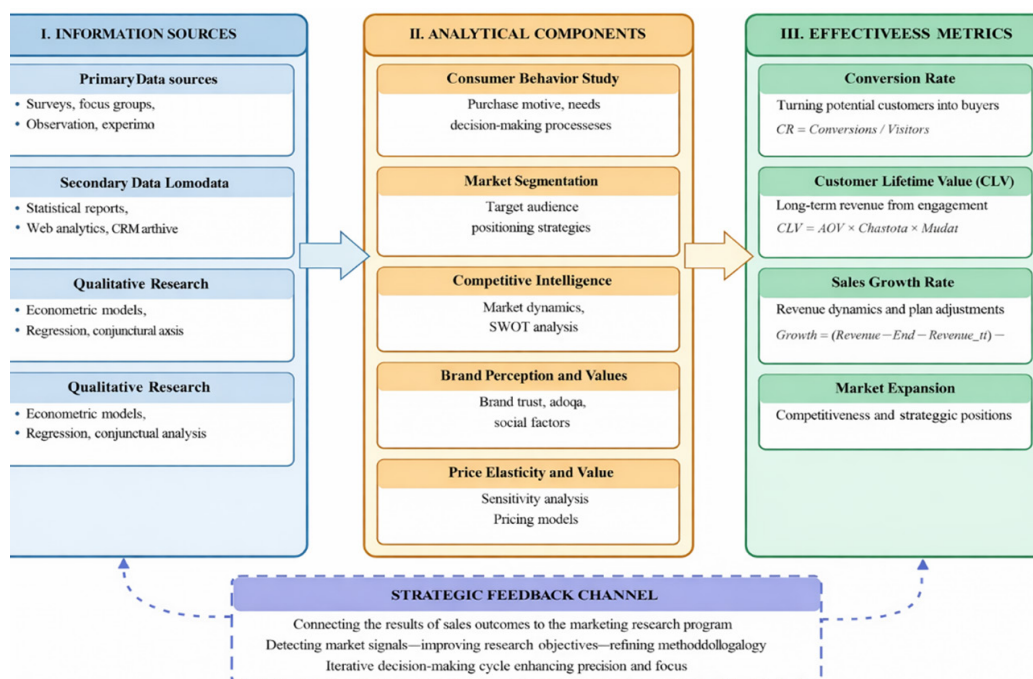 I. INFORMATION SOURCES
Primary Data sources
• Surveys, focus groups,
• Observation, experimo
Secondary Data Lomodata
• Statistical reports,
• Web analytics, CRM arthive
Qualitative Research
• Econometric models,
• Regression, conjunctural axsis
Qualitative Research
• Econometric models,
• Regression, conjunctual analysis
II. ANALYTICAL COMPONENTS
Consumer Behavior Study
Purchase motive, needs
decision-making processeses
Market Segmentation
Target audience
positioning strategies
Competitive Intelligence
Market dynamics,
SWOT analysis
Brand Perception and Values
Brand trust, adoqa,
social factors
Price Elasticity and Value
Sensitivity analysis
Pricing models
III. EFFECTIVEESS METRICS
Conversion Rate
Turning potential customers into buyers
CR = Conversions / Visitors
Customer Lifetime Value (CLV)
Long-term revenue from engagement
CLV = AOV × Chastota × Mudat
Sales Growth Rate
Revenue dynamics and plan adjustments
Growth = (Revenue−End − Revenue_tt) −
Market Expansion
Competitiveness and strateggic positions
STRATEGIC FEEDBACK CHANNEL
Connecting the results of sales outcomes to the marketing research program
Detecting market signals—improving research objectives—refining methoddollogalogy
Iterative decision-making cycle enhancing precision and focus